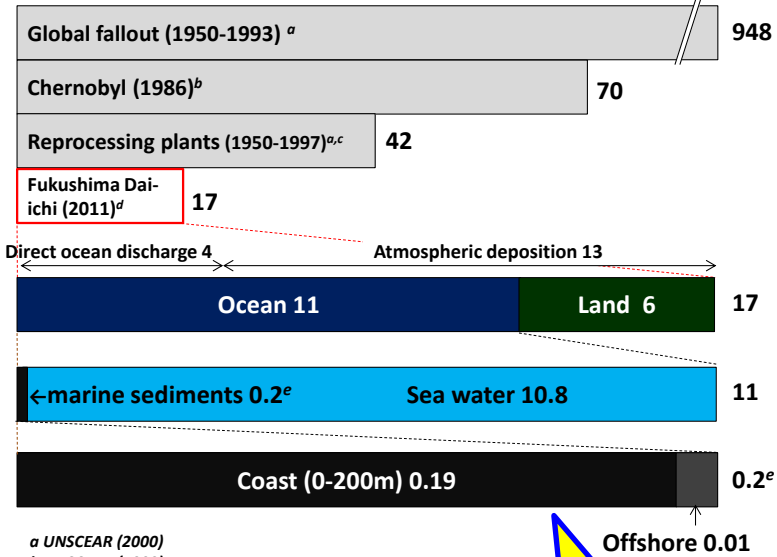 Global fallout (1950-1993) a
948
Chernobyl (1986)b
70
Reprocessing plants (1950-1997)a,c
42
Fukushima Dai-
ichi (2011)d
17
Direct ocean discharge 4
Atmospheric deposition 13
Ocean 11
Land 6
17
←marine sediments 0.2e
Sea water 10.8
11
Coast (0-200m) 0.19
0.2e
Offshore 0.01
a UNSCEAR (2000)